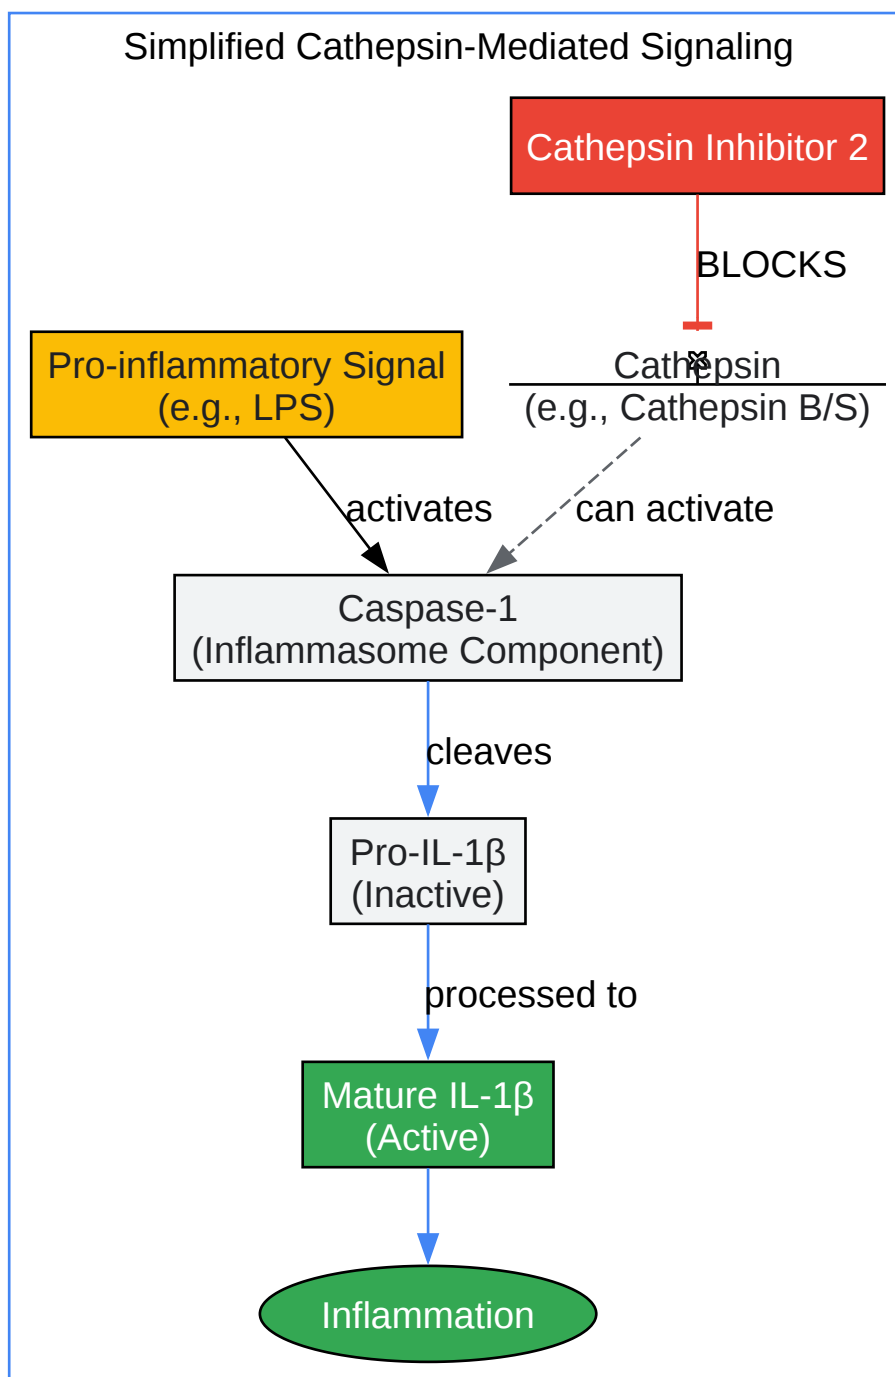 Simplified Cathepsin-Mediated Signaling
Cathepsin Inhibitor 2
BLOCKS
Pro-inflammatory Signal
(e.g., LPS)
Cathepsin
(e.g., Cathepsin B/S)
activates
can activate
Caspase-1
(Inflammasome Component)
cleaves
Pro-IL-1β
(Inactive)
processed to
Mature IL-1β
(Active)
Inflammation